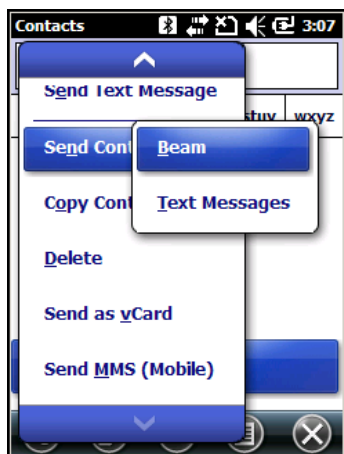 Contacts 3:07
Send Text Message
stuv wxyz
Send Cont
Beam
Copy Cont
Text Messages
Delete
Send as vCard
Send MMS (Mobile)